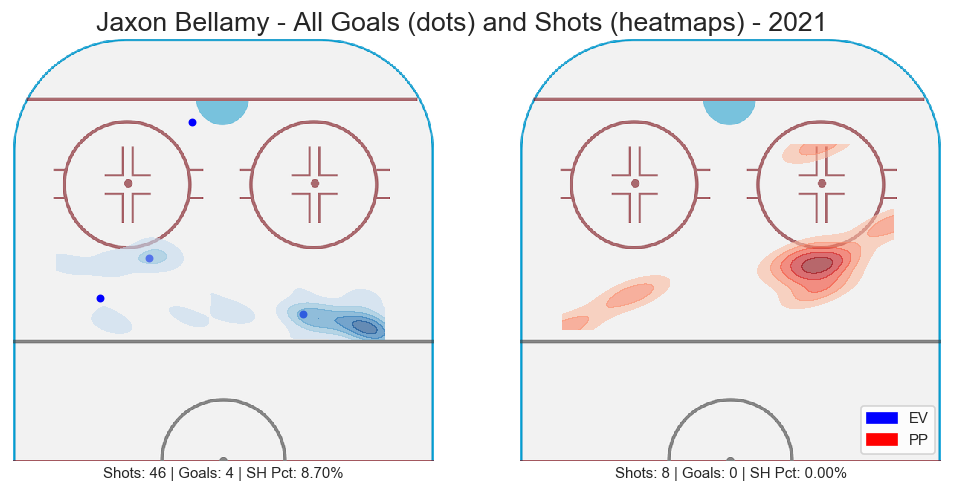 Jaxon Bellamy - All Goals (dots) and Shots (heatmaps) - 2021
EV
PP
Shots: 46 | Goals: 4 | SH Pct: 8.70%
Shots: 8 | Goals: 0 | SH Pct: 0.00%